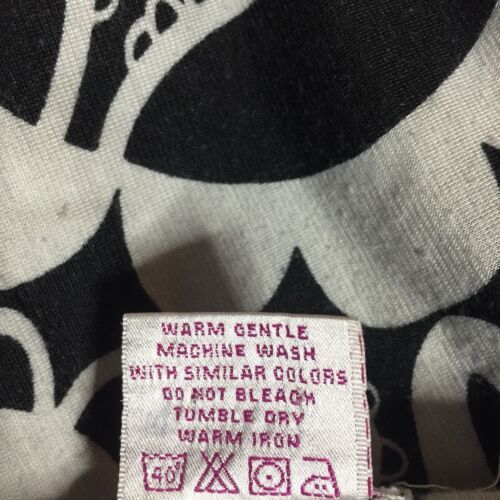 WARM GENTLE
MACHINE WASH
WITH SIMILAR COLORS
DO NOT BLEACH
TUMBLE DRY
WARM IRON
40